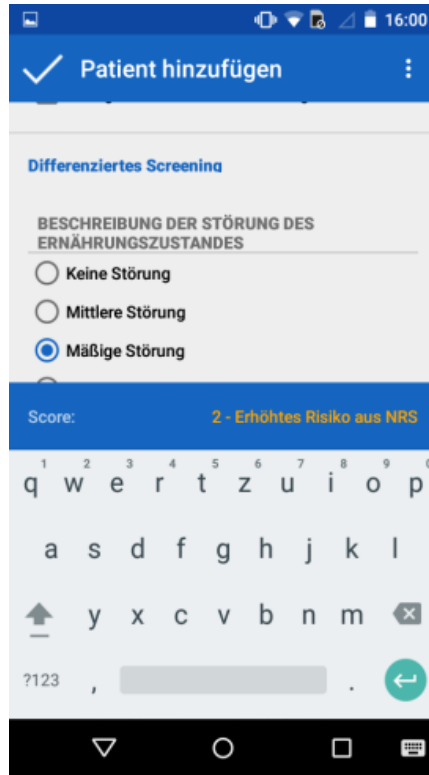 16:00
Patient hinzufügen
Differenziertes Screening
BESCHREIBUNG DER STÖRUNG DES
ERNÄHRUNGSZUSTANDES
Keine Störung
Mittlere Störung
Mäßige Störung
Score: 2 - Erhöhtes Risiko aus NRS
1 2 3 4 5 6 7 8 9 0
q w e r t z u i o p
a s d f g h j k l
y x c v b n m
?123 , .